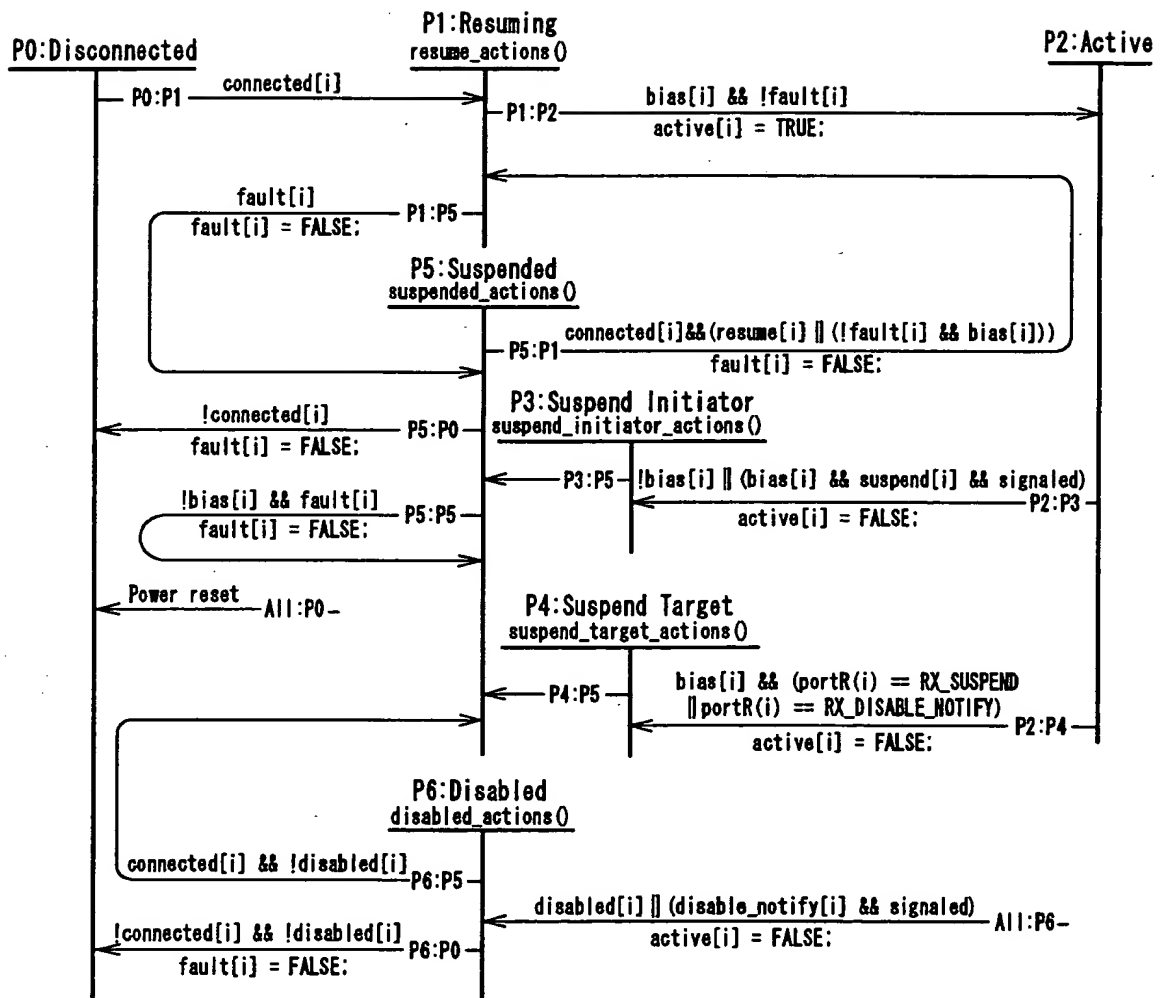 P0:Disconnected
P1:Resuming
resume_actions()
P2:Active
P0:P1
connected[i]
P1:P2
bias[i] && !fault[i]
active[i] = TRUE;
fault[i]
P1:P5
fault[i] = FALSE;
P5:Suspended
suspended_actions()
P5:P1
connected[i]&&(resume[i] || (!fault[i] && bias[i]))
fault[i] = FALSE;
!connected[i]
P5:P0
fault[i] = FALSE;
P3:Suspend Initiator
suspend_initiator_actions()
P3:P5
!bias[i] || (bias[i] && suspend[i] && signaled)
P2:P3
active[i] = FALSE;
!bias[i] && fault[i]
P5:P5
fault[i] = FALSE;
Power reset
All:P0
P4:Suspend Target
suspend_target_actions()
P4:P5
bias[i] && (portR(i) == RX_SUSPEND
||portR(i) == RX_DISABLE_NOTIFY)
P2:P4
active[i] = FALSE;
P6:Disabled
disabled_actions()
connected[i] && !disabled[i]
P6:P5
disabled[i] || (disable_notify[i] && signaled)
All:P6
active[i] = FALSE;
!connected[i] && !disabled[i]
P6:P0
fault[i] = FALSE;